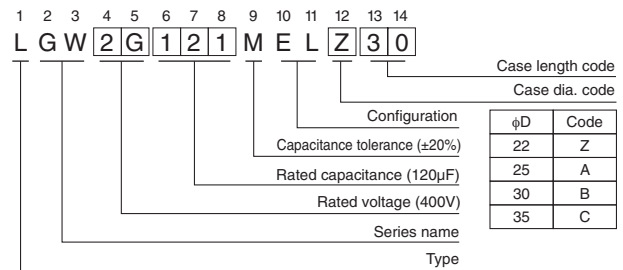 1 2 3 4 5 6 7 8 9 10 11 12 13 14
L G W 2 G 1 2 1 M E L Z 3 0
Case length code
Case dia. code
Configuration
Capacitance tolerance (±20%)
Rated capacitance (120µF)
Rated voltage (400V)
Series name
Type
ϕD Code
22 Z
25 A
30 B
35 C